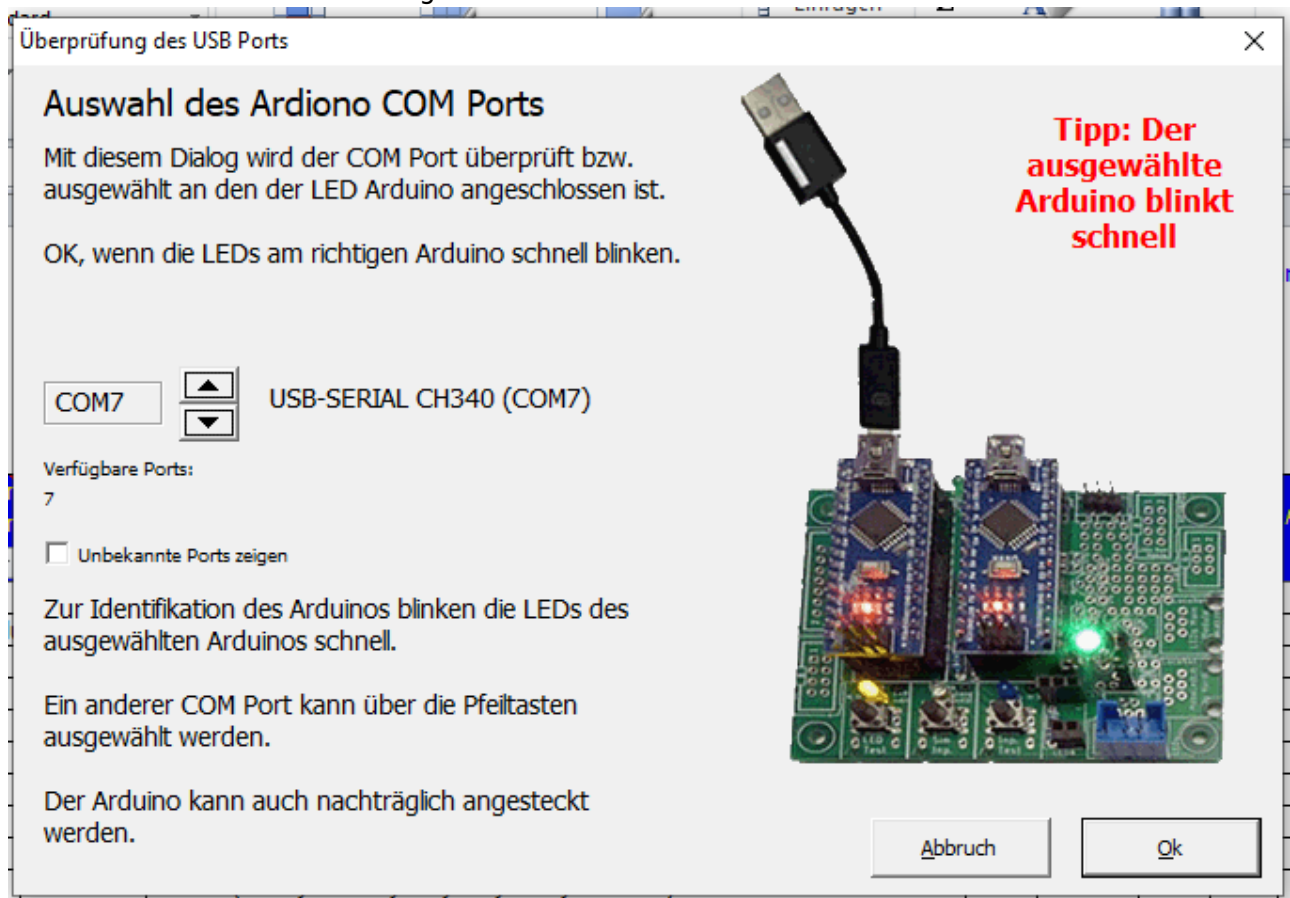 Einfügen
Überprüfung des USB Ports
Auswahl des Ardiono COM Ports
Mit diesem Dialog wird der COM Port überprüft bzw.
ausgewählt an den der LED Arduino angeschlossen ist.
OK, wenn die LEDs am richtigen Arduino schnell blinken.
Tipp: Der
ausgewählte
Arduino blinkt
schnell
COM7
USB-SERIAL CH340 (COM7)
Verfügbare Ports:
7
Unbekannte Ports zeigen
Zur Identifikation des Arduinos blinken die LEDs des
ausgewählten Arduinos schnell.
Ein anderer COM Port kann über die Pfeiltasten
ausgewählt werden.
Der Arduino kann auch nachträglich angesteckt
werden.
LED
Test
Abbruch
Ok